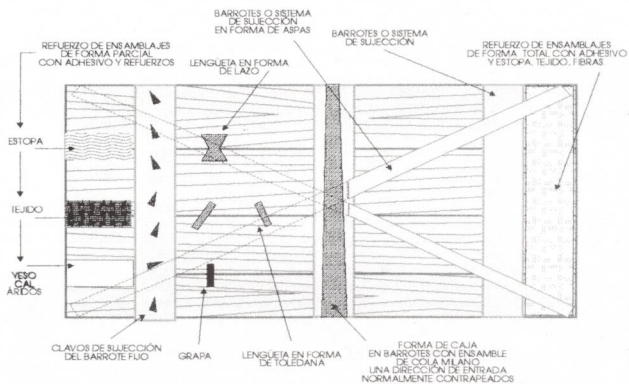 BARROTES O SISTEMA
DE SUJECCIÓN
EN FORMA DE ASPAS
BARROTES O SISTEMA
DE SUJECCIÓN
REFUERZO DE ENSAMBLAJES
DE FORMA PARCIAL
CON ADHESIVO Y REFUERZOS
LENGÜETA EN FORMA
DE LAZO
REFUERZO DE ENSAMBLAJES
DE FORMA TOTAL CON ADHESIVO
Y ESTOPA, TEJIDO, FIBRAS
ESTOPA
TEJIDO
YESO
CAL
ÁRIDOS
CLAVOS DE SUJECCIÓN
DEL BARROTE FIJO
GRAPA
LENGÜETA EN FORMA
DE TOLEDANA
FORMA DE CAJA
EN BARROTES CON ENSAMBLE
DE COLA MILANO
UNA DIRECCIÓN DE ENTRADA
NORMALMENTE CONTRAPEADOS